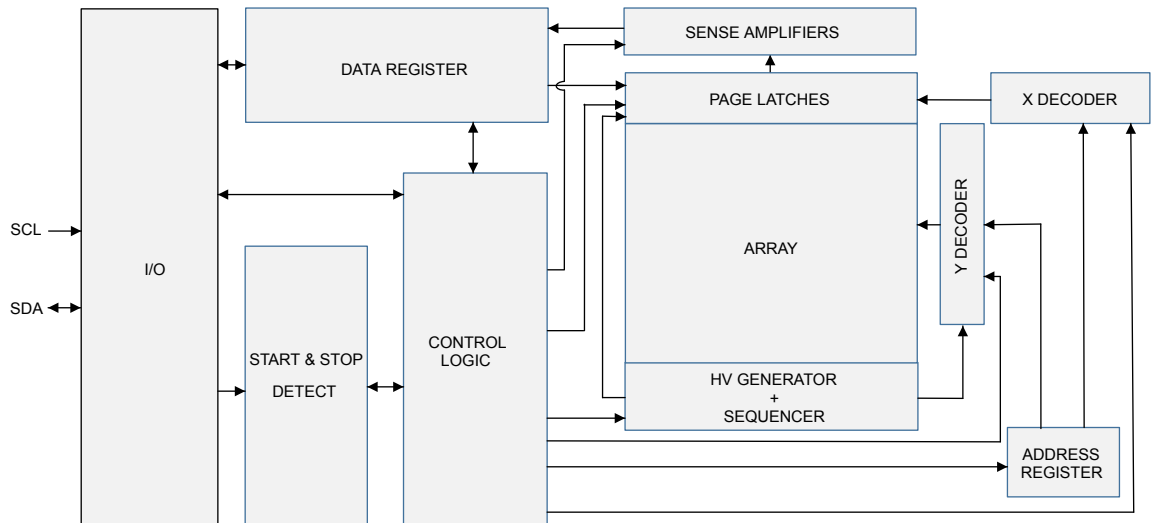 SENSE AMPLIFIERS
DATA REGISTER
PAGE LATCHES
X DECODER
Y DECODER
SCL
I/O
ARRAY
SDA
START & STOP
DETECT
CONTROL
LOGIC
HV GENERATOR
+
SEQUENCER
ADDRESS
REGISTER